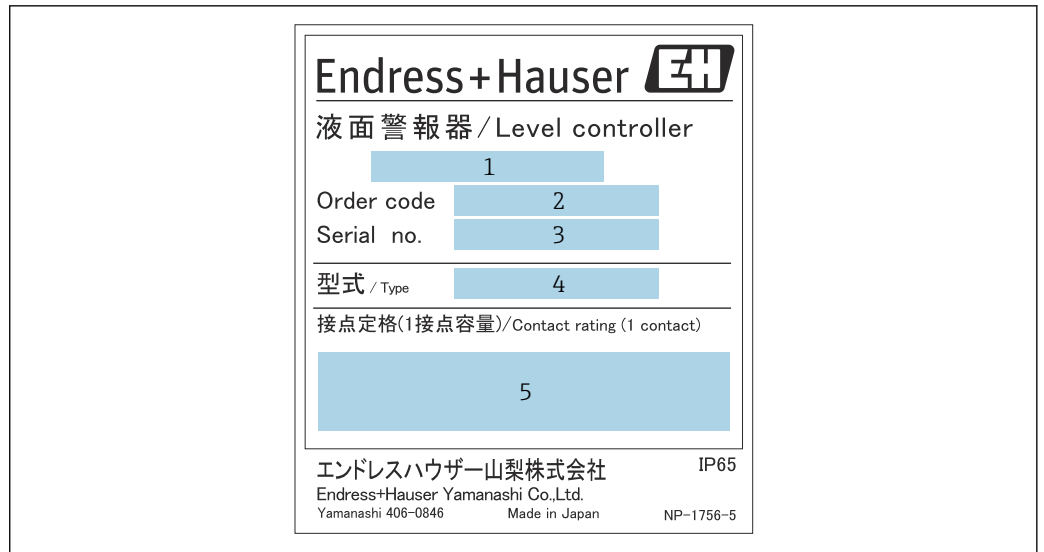 Endress+Hauser EH
液面警報器/Level controller
1
Order code 2
Serial no. 3
型式 / Type 4
接点定格(1接点容量)/Contact rating (1 contact)
5
エンドレスハウザー山梨株式会社 IP65
Endress+Hauser Yamanashi Co.,Ltd.
Yamanashi 406-0846 Made in Japan NP-1756-5